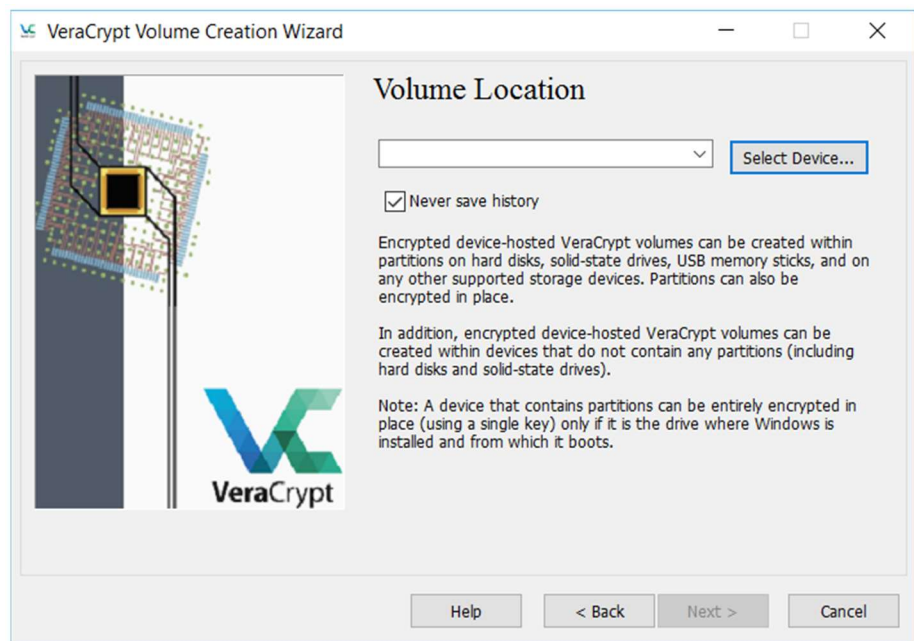 VeraCrypt Volume Creation Wizard
Volume Location
Select Device...
Never save history
Encrypted device-hosted VeraCrypt volumes can be created within
partitions on hard disks, solid-state drives, USB memory sticks, and on
any other supported storage devices. Partitions can also be
encrypted in place.
In addition, encrypted device-hosted VeraCrypt volumes can be
created within devices that do not contain any partitions (including
hard disks and solid-state drives).
Note: A device that contains partitions can be entirely encrypted in
place (using a single key) only if it is the drive where Windows is
installed and from which it boots.
VeraCrypt
Help
< Back
Next >
Cancel